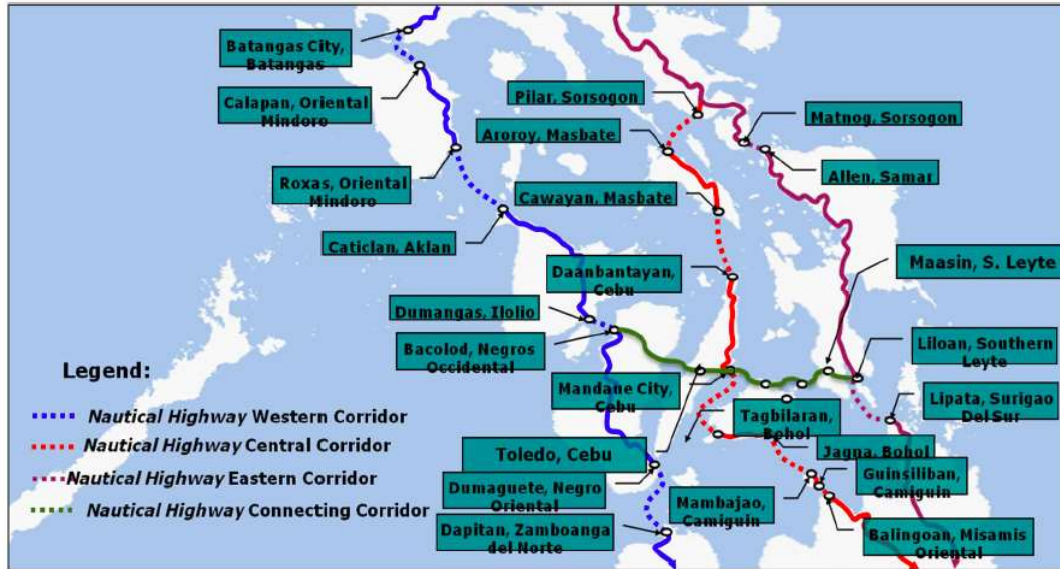 Batangas City,
Batangas
Calapan, Oriental
Mindoro
Pilar, Sorsogon
Matnog, Sorsogon
Aroroy, Masbate
Allen, Samar
Roxas, Oriental
Mindoro
Cawayan, Masbate
Caticlan, Aklan
Daanbantayan,
Cebu
Maasin, S. Leyte
Dumangas, Ilolio
Bacolod, Negros
Occidental
Liloan, Southern
Leyte
Legend:
Mandane City,
Cebu
Lipata, Surigao
Del Sur
Nautical Highway Western Corridor
Tagbilaran,
Bohol
Nautical Highway Central Corridor
Toledo, Cebu
Jagna, Bohol
Nautical Highway Eastern Corridor
Guinsiliban,
Camiguin
Dumaguete, Negro
Oriental
Mambajao,
Camiguin
Nautical Highway Connecting Corridor
Dapitan, Zamboanga
del Norte
Balingoan, Misamis
Oriental